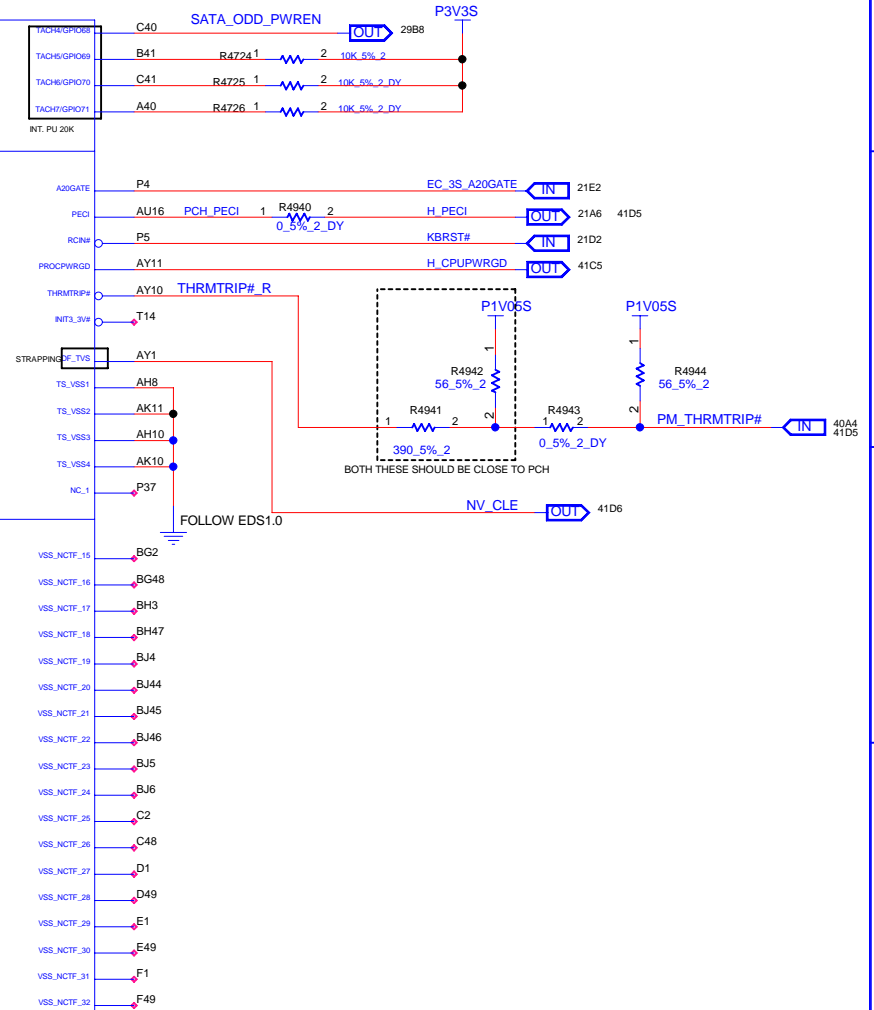 P3V3S
SATA_ODD_PWREN
TACH4/GPIO68 C40 OUT 29B8
TACH5/GPIO69 B41 R4724 1 2 10K_5%_2
TACH6/GPIO70 C41 R4725 1 2 10K_5%_2_DY
TACH7/GPIO71 A40 R4726 1 2 10K_5%_2_DY
INT. PU 20K
A20GATE P4 EC_3S_A20GATE IN 21E2
PECI AU16 PCH_PECI 1 R4940 2 H_PECI OUT 21A6 41D5
0_5%_2_DY
RCIN# P5 KBRST# IN 21D2
PROCPWRGD AY11 H_CPUPWRGD OUT 41C5
THRMTRIP# AY10 THRMTRIP#_R
P1V05S P1V05S
INIT3_3V# T14
STRAPPING DF_TVS AY1
1 1
R4942 R4944
56_5%_2 56_5%_2
2 2
TS_VSS1 AH8
TS_VSS2 AK11
R4941 R4943
1 2 1 2 PM_THRMTRIP# IN 40A4
41D5
390_5%_2 0_5%_2_DY
TS_VSS3 AH10
TS_VSS4 AK10
BOTH THESE SHOULD BE CLOSE TO PCH
NC_1 P37
NV_CLE OUT 41D6
FOLLOW EDS1.0
VSS_NCTF_15 BG2
VSS_NCTF_16 BG48
VSS_NCTF_17 BH3
VSS_NCTF_18 BH47
VSS_NCTF_19 BJ4
VSS_NCTF_20 BJ44
VSS_NCTF_21 BJ45
VSS_NCTF_22 BJ46
VSS_NCTF_23 BJ5
VSS_NCTF_24 BJ6
VSS_NCTF_25 C2
VSS_NCTF_26 C48
VSS_NCTF_27 D1
VSS_NCTF_28 D49
VSS_NCTF_29 E1
VSS_NCTF_30 E49
VSS_NCTF_31 F1
VSS_NCTF_32 F49